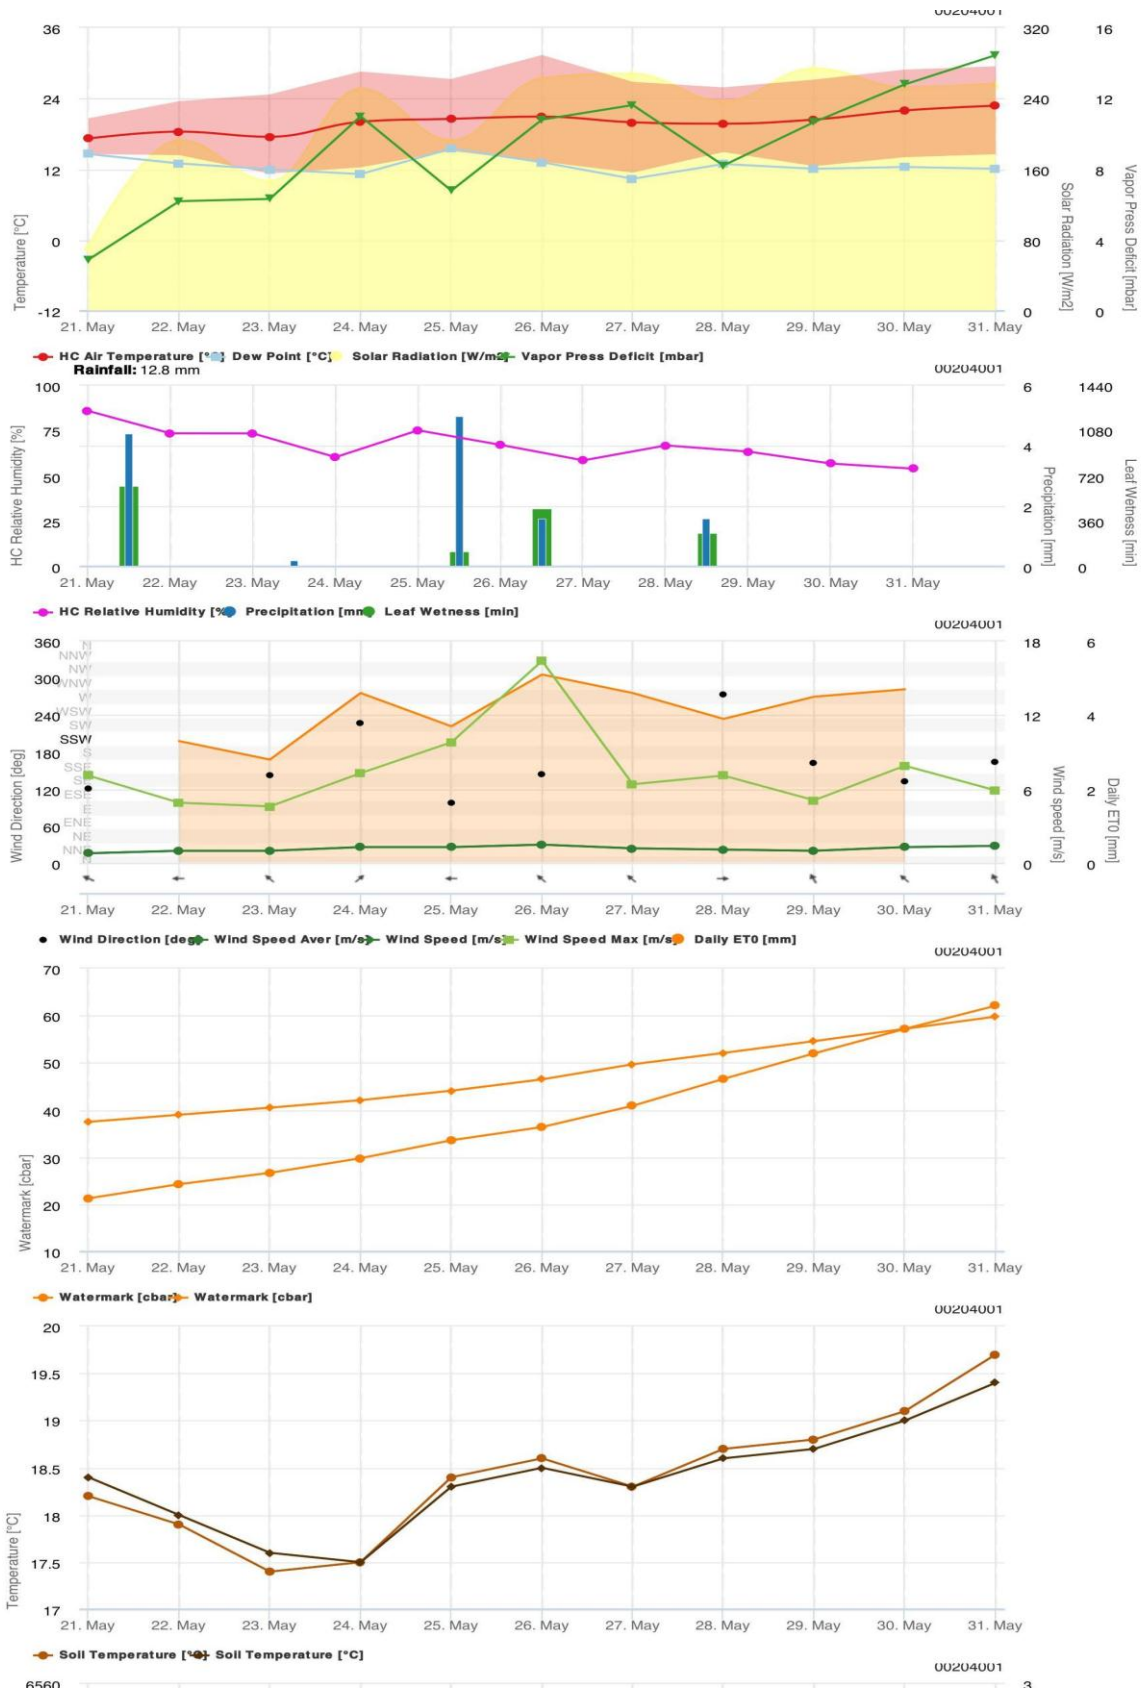 00204001
36 320 16
24 240 12
12 160 8
0 80 4
-12 0 0
Temperature [°C]
Solar Radiation [W/m2]
Vapor Press Deficit [mbar]
21. May 22. May 23. May 24. May 25. May 26. May 27. May 28. May 29. May 30. May 31. May
HC Air Temperature [°C] Dew Point [°C] Solar Radiation [W/m2] Vapor Press Deficit [mbar]
Rainfall: 12.8 mm 00204001
100 6 1440
75 4 1080
50 2 720
25 360
0 0 0
HC Relative Humidity [%]
Precipitation [mm]
Leaf Wetness [min]
21. May 22. May 23. May 24. May 25. May 26. May 27. May 28. May 29. May 30. May 31. May
HC Relative Humidity [% Precipitation [mm Leaf Wetness [min]
00204001
360 N 18 6
NNW
300 NW
WNW
W
240 WSW 12 4
SW
SSW
180 S
SSE
120 ESE 6 2
E
60 ENE
NE
NNE
0 0 0
Wind Direction [deg]
Wind speed [m/s]
Daily ET0 [mm]
21. May 22. May 23. May 24. May 25. May 26. May 27. May 28. May 29. May 30. May 31. May
Wind Direction [deg Wind Speed Aver [m/s Wind Speed [m/s Wind Speed Max [m/s Daily ET0 [mm]
00204001
70
60
50
40
30
20
10
Watermark [cbar]
21. May 22. May 23. May 24. May 25. May 26. May 27. May 28. May 29. May 30. May 31. May
Watermark [cbar] Watermark [cbar]
00204001
20
19.5
19
18.5
18
17.5
17
Temperature [°C]
21. May 22. May 23. May 24. May 25. May 26. May 27. May 28. May 29. May 30. May 31. May
Soil Temperature [°C] Soil Temperature [°C]
00204001
6560 3